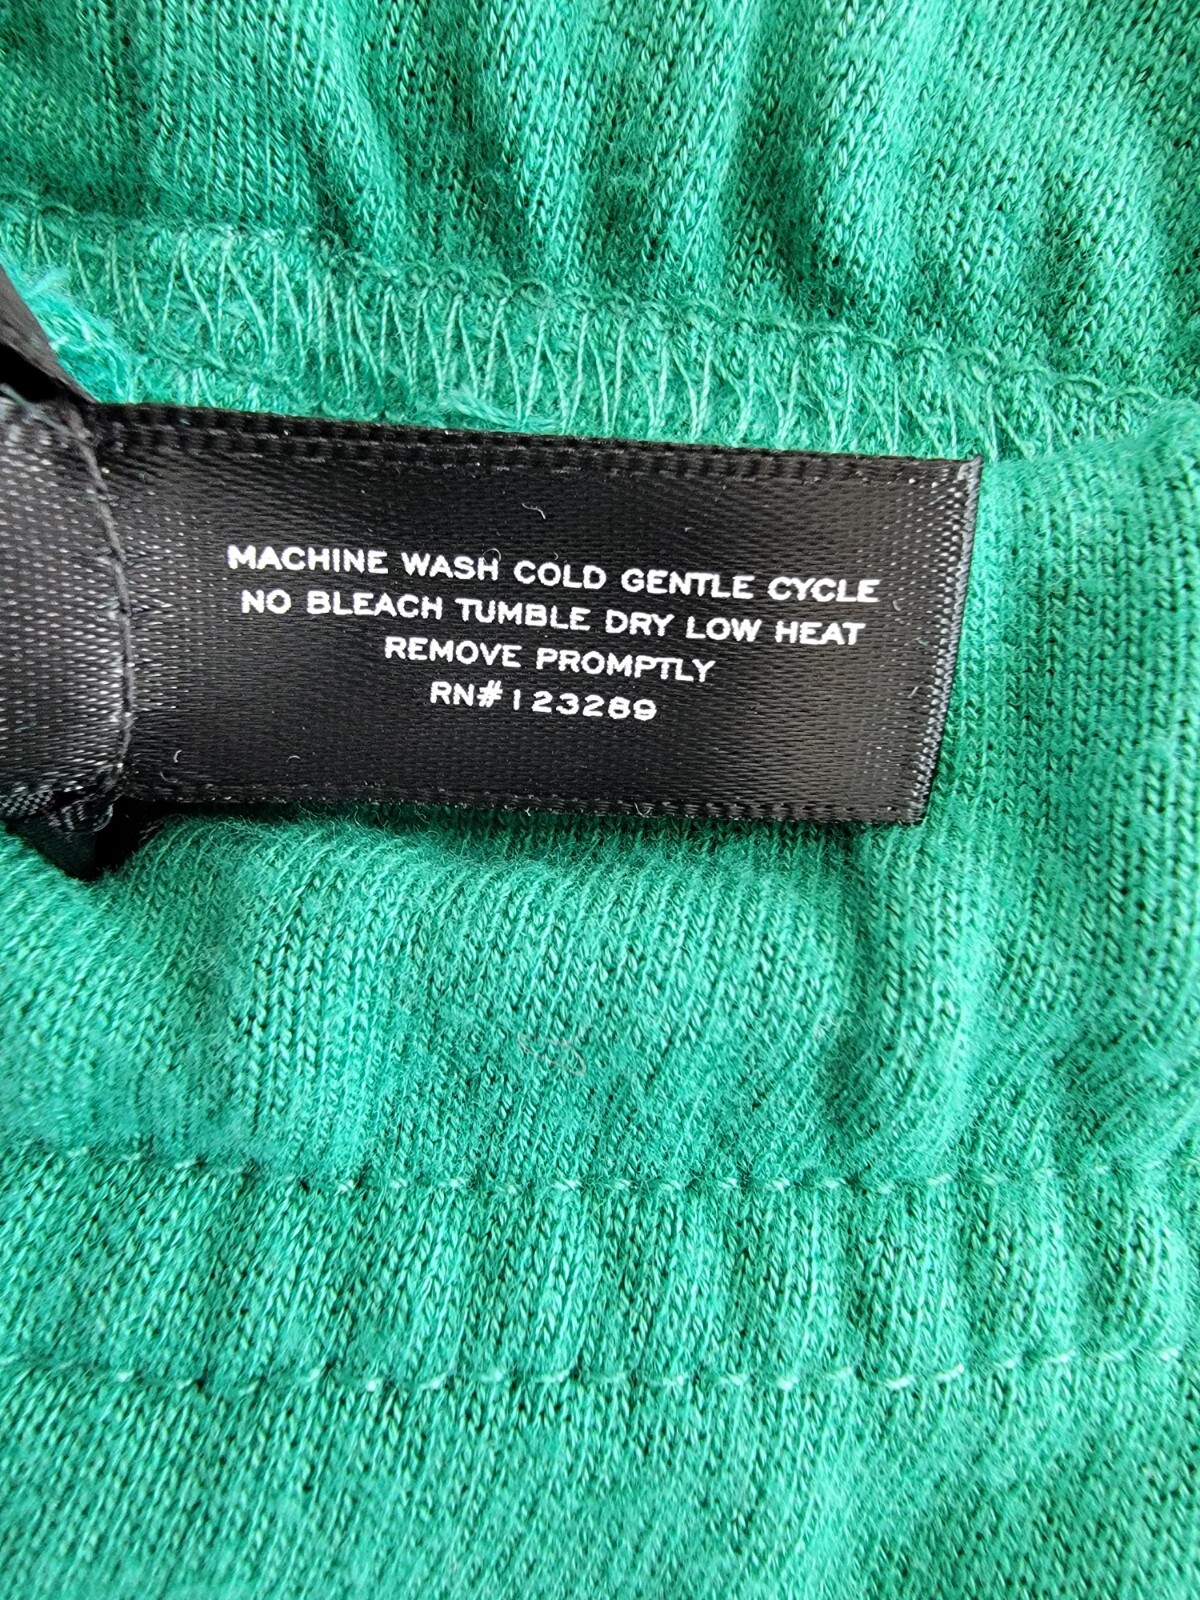 MACHINE WASH COLD GENTLE CYCLE
NO BLEACH TUMBLE DRY LOW HEAT
REMOVE PROMPTLY
RN#123289